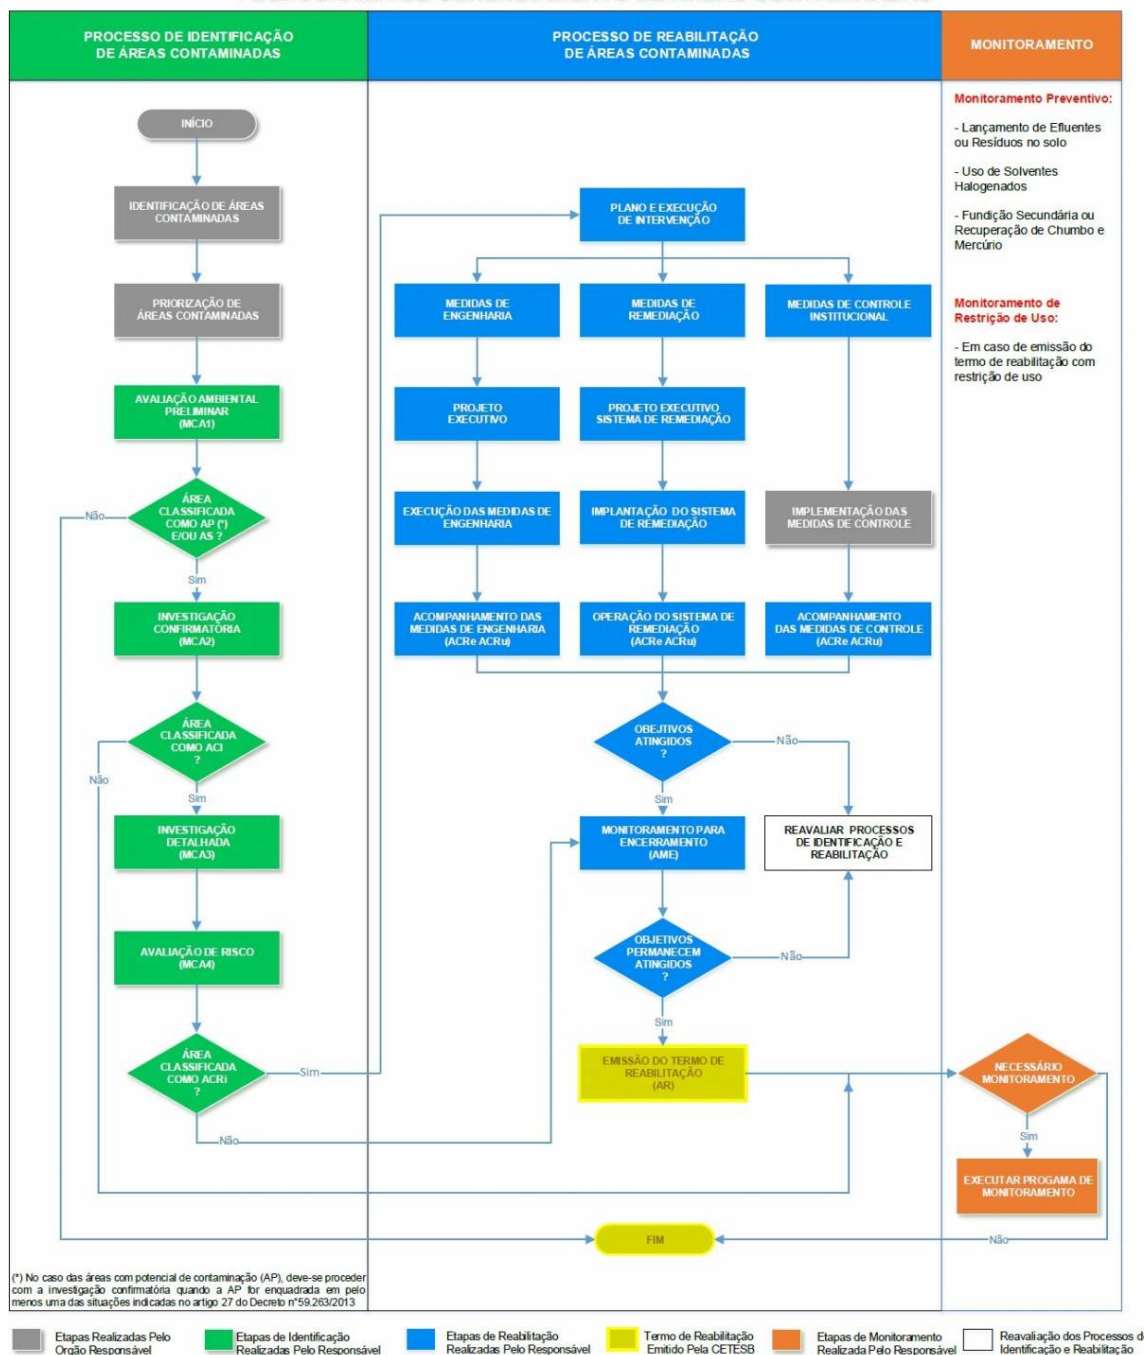 PROCESSO DE IDENTIFICAÇÃO
DE ÁREAS CONTAMINADAS
PROCESSO DE REABILITAÇÃO
DE ÁREAS CONTAMINADAS
MONITORAMENTO
INÍCIO
IDENTIFICAÇÃO DE ÁREAS
CONTAMINADAS
PRIORIZAÇÃO DE
ÁREAS CONTAMINADAS
AVALIAÇÃO AMBIENTAL
PRELIMINAR
(MCA1)
ÁREA
CLASSIFICADA
COMO AP (*)
E/OU AS ?
Não
Sim
INVESTIGAÇÃO
CONFIRMATÓRIA
(MCA2)
ÁREA
CLASSIFICADA
COMO ACI
?
Não
Sim
INVESTIGAÇÃO
DETALHADA
(MCA3)
AVALIAÇÃO DE RISCO
(MCA4)
ÁREA
CLASSIFICADA
COMO ACRi
?
Sim
Não
PLANO E EXECUÇÃO
DE INTERVENÇÃO
MEDIDAS DE
ENGENHARIA
MEDIDAS DE
REMEDIAÇÃO
MEDIDAS DE CONTROLE
INSTITUCIONAL
PROJETO
EXECUTIVO
PROJETO EXECUTIVO
SISTEMA DE REMEDIAÇÃO
EXECUÇÃO DAS MEDIDAS DE
ENGENHARIA
IMPLANTAÇÃO DO SISTEMA
DE REMEDIAÇÃO
IMPLEMENTAÇÃO DAS
MEDIDAS DE CONTROLE
ACOMPANHAMENTO DAS
MEDIDAS DE ENGENHARIA
(ACRe ACRu)
OPERAÇÃO DO SISTEMA DE
REMEDIAÇÃO
(ACRe ACRu)
ACOMPANHAMENTO
DAS MEDIDAS DE CONTROLE
(ACRe ACRu)
OBEJTIVOS
ATINGIDOS
?
Não
Sim
MONITORAMENTO PARA
ENCERRAMENTO
(AME)
REAVALIAR PROCESSOS
DE IDENTIFICAÇÃO E
REABILITAÇÃO
OBJETIVOS
PERMANECEM
ATINGIDOS
?
Não
Sim
EMISSÃO DO TERMO DE
REABILITAÇÃO
(AR)
FIM
Monitoramento Preventivo:
- Lançamento de Efluentes
ou Resíduos no solo
- Uso de Solventes
Halogenados
- Fundição Secundária ou
Recuperação de Chumbo e
Mercúrio
Monitoramento de
Restrição de Uso:
- Em caso de emissão do
termo de reabilitação com
restrição de uso
NECESSÁRIO
MONITORAMENTO
Sim
EXECUTAR PROGAMA DE
MONITORAMENTO
Não
(*) No caso das áreas com potencial de contaminação (AP), deve-se proceder
com a investigação confirmatória quando a AP for enquadrada em pelo
menos uma das situações indicadas no artigo 27 do Decreto n°59.263/2013
Etapas Realizadas Pelo
Orgão Responsável
Etapas de Identificação
Realizadas Pelo Responsável
Etapas de Reabilitação
Realizadas Pelo Responsável
Termo de Reabilitação
Emitido Pela CETESB
Etapas de Monitoramento
Realizada Pelo Responsável
Reavaliação dos Processos d
Identificação e Reabilitação